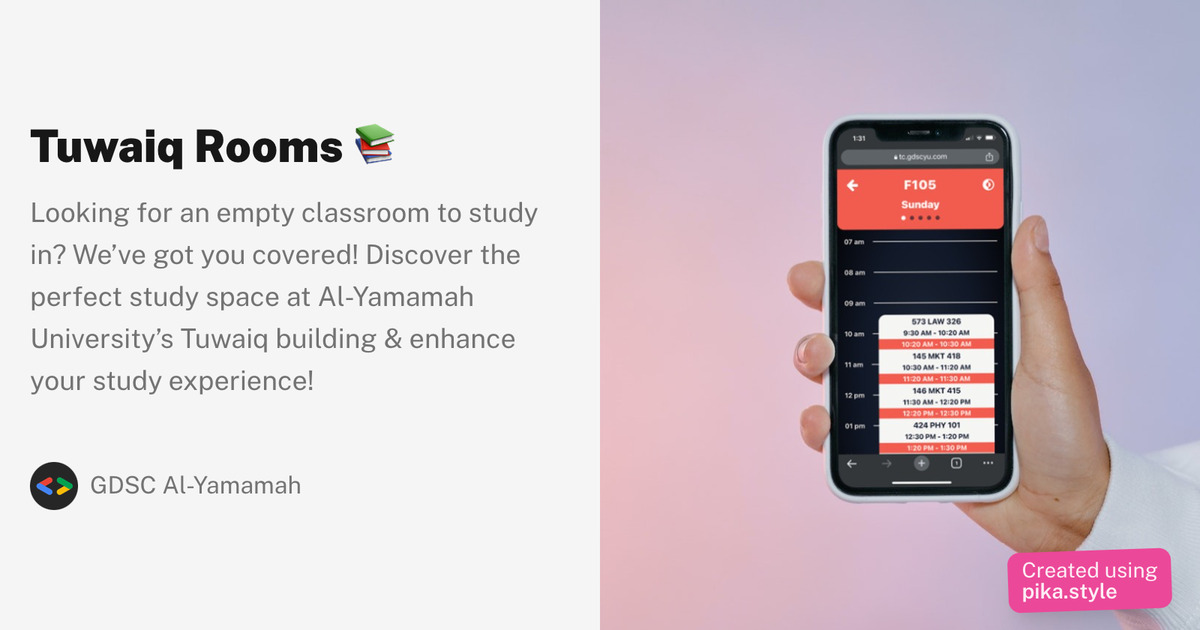 Tuwaiq Rooms
Looking for an empty classroom to study
in? We’ve got you covered! Discover the
perfect study space at Al-Yamamah
University’s Tuwaiq building & enhance
your study experience!
GDSC Al-Yamamah
1:31
tc.gdscyu.com
F105
Sunday
07 am
08 am
09 am
573 LAW 326
10 am
9:30 AM - 10:20 AM
10:20 AM - 10:30 AM
145 MKT 418
11 am
10:30 AM - 11:20 AM
11:20 AM - 11:30 AM
146 MKT 415
12 pm
11:30 AM - 12:20 PM
12:20 PM - 12:30 PM
01 pm
424 PHY 101
12:30 PM - 1:20 PM
1:20 PM - 1:30 PM
1
Created using
pika.style